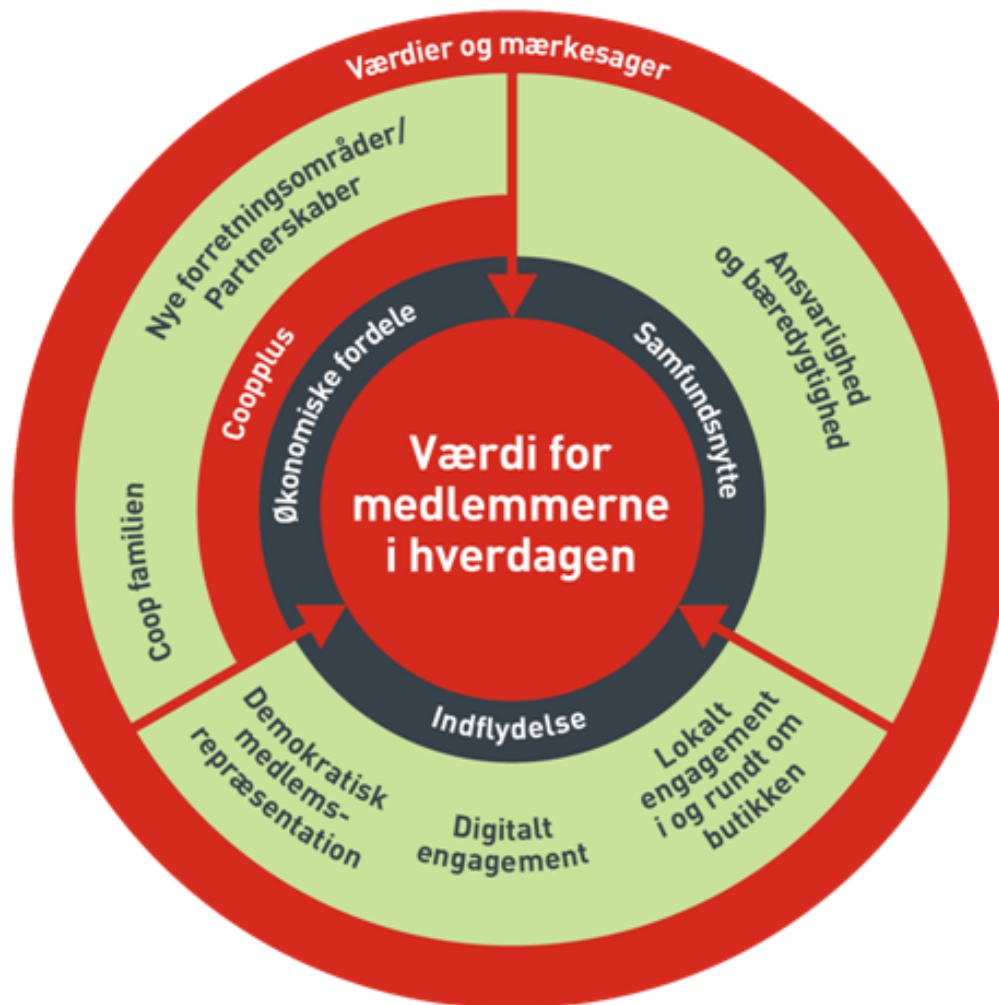 Værdier og mærkesager
Nye forretningsområder/
Partnerskaber
Coop familien
Coopplus
Økonomiske fordele
Samfundsnytte
Ansvarlighed
og bæredygtighed
Værdi for
medlemmerne
i hverdagen
Indflydelse
Demokratisk
medlems-
repræsentation
Digitalt
engagement
Lokalt
engagement
i og rundt om
butikken